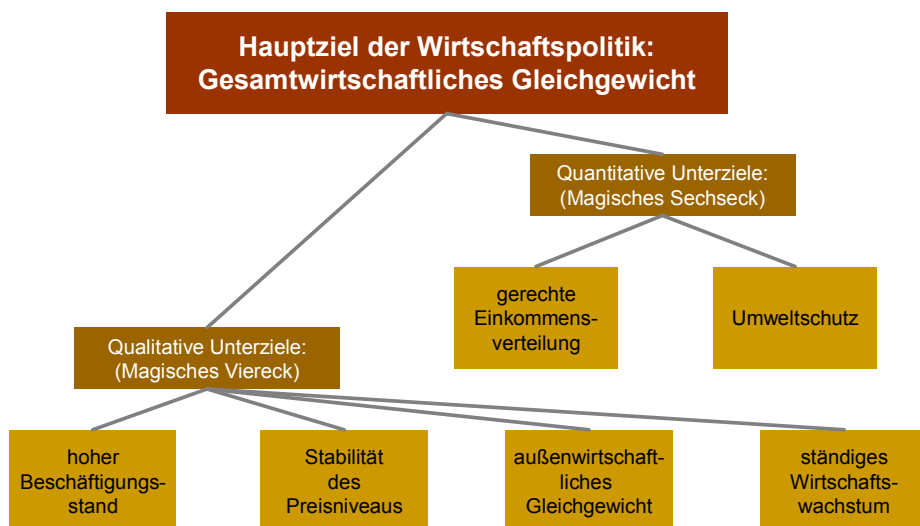 Hauptziel der Wirtschaftspolitik:
Gesamtwirtschaftliches Gleichgewicht
Quantitative Unterziele:
(Magisches Sechseck)
gerechte
Einkommens-
verteilung
Umweltschutz
Qualitative Unterziele:
(Magisches Viereck)
hoher
Beschäftigungs-
stand
Stabilität
des
Preisniveaus
außenwirtschaft-
liches
Gleichgewicht
ständiges
Wirtschafts-
wachstum